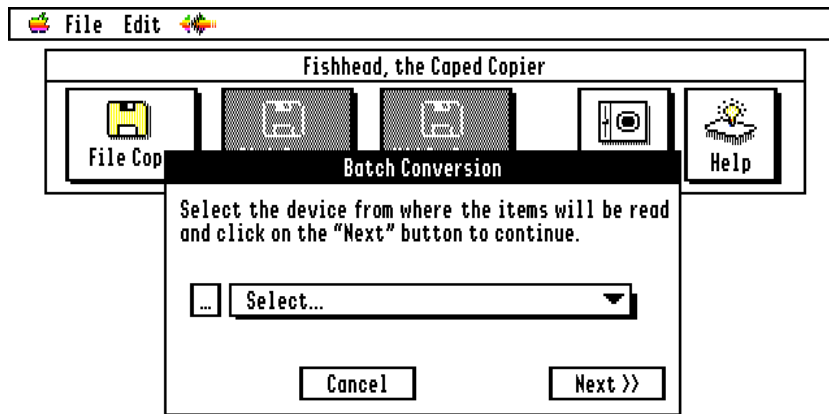 File Edit
Fishhead, the Caped Copier
File Cop
Help
Batch Conversion
Select the device from where the items will be read
and click on the “Next” button to continue.
... Select...
Cancel Next »